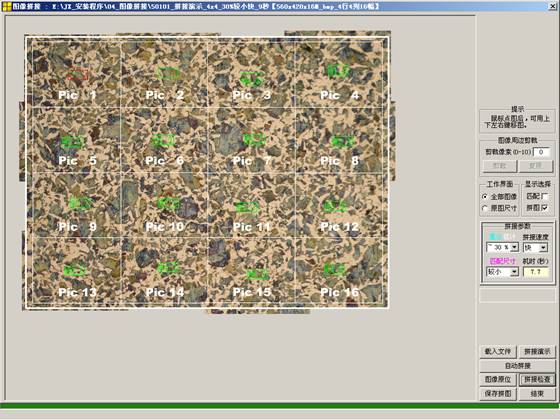 图像拼接 : E:\JX_安装程序\04_图像拼接\50101_拼接演示_4x4_30%较小快_9秒【560x420x16M_bmp_4行4列16幅】
Pic 1
Pic 2
Pic 3
Pic 4
Pic 5
Pic 6
Pic 7
Pic 8
Pic 9
Pic 10
Pic 11
Pic 12
Pic 13
Pic 14
Pic 15
Pic 16
提示
鼠标点图后，可用上
下左右键移图。
图像周边剪裁
剪裁像素(0-10) 0
剪裁 复原
工作界面 显示选择
全部图像 匹配
原图尺寸 拼图
拼接参数
拼接速度
~ 30 % 快
匹配尺寸 机时(秒)
较小 7.7
载入文件 拼接演示
自动拼接
图像原位 拼接检查
保存拼图 结束